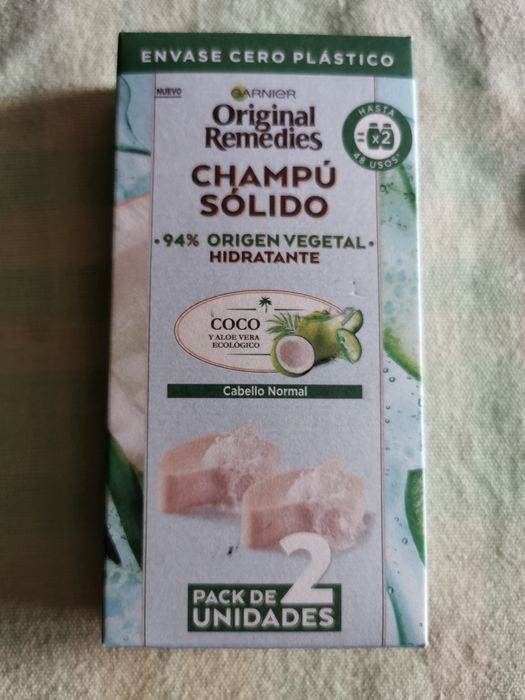 ENVASE CERO PLÁSTICO
NUEVO
GARNIER
Original
Remedies
HASTA
x2
48 USOS*
CHAMPÚ
SÓLIDO
•94% ORIGEN VEGETAL•
HIDRATANTE
COCO
Y ALOE VERA
ECOLÓGICO
Cabello Normal
PACK DE 2
UNIDADES